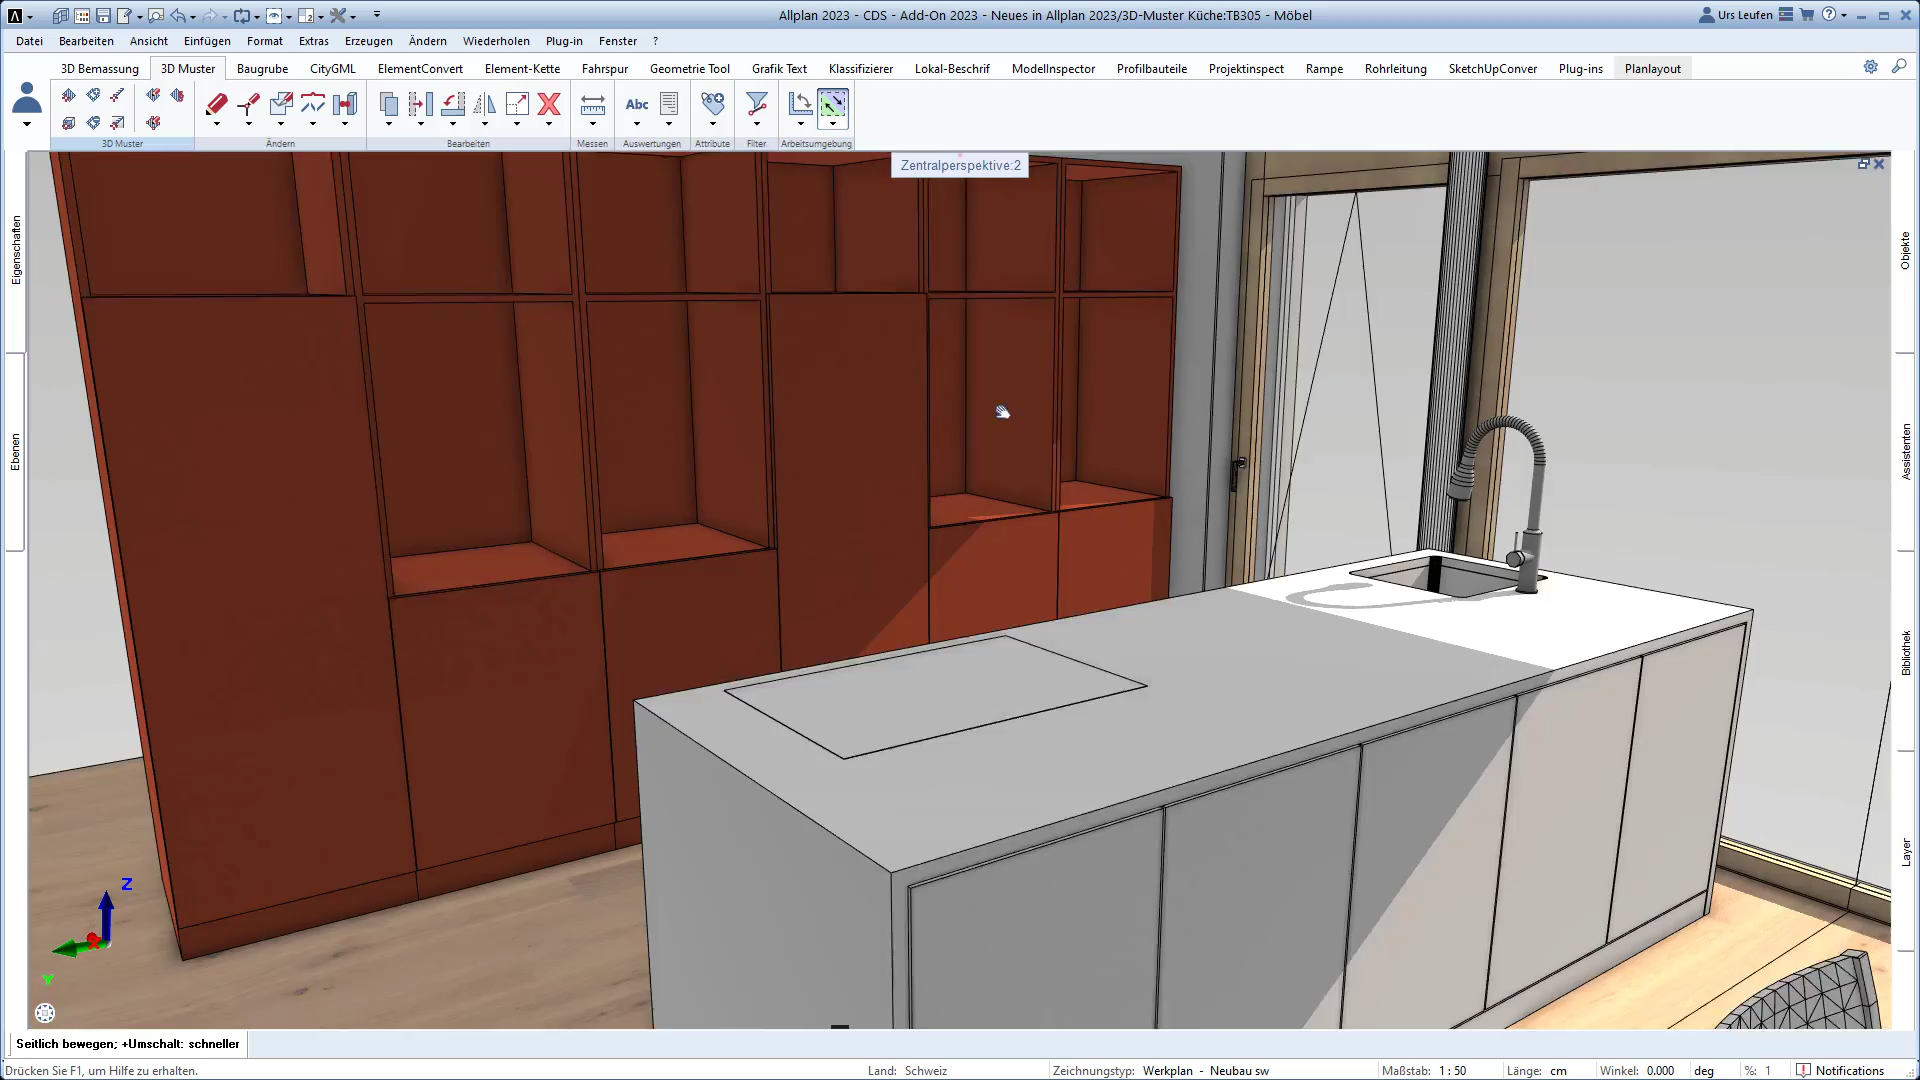 Allplan 2023 - CDS - Add-On 2023 - Neues in Allplan 2023/3D-Muster Küche:TB305 - Möbel
Urs Leufen
Datei Bearbeiten Ansicht Einfügen Format Extras Erzeugen Ändern Wiederholen Plug-in Fenster ?
3D Bemassung 3D Muster Baugrube CityGML ElementConvert Element-Kette Fahrspur Geometrie Tool Grafik Text Klassifizierer Lokal-Beschrif ModelInspector Profilbauteile Projektinspect Rampe Rohrleitung SketchUpConver Plug-ins Planlayout
Abc
3D Muster Ändern Bearbeiten Messen Auswertungen Attribute Filter Arbeitsumgebung
Zentralperspektive:2
Eigenschaften
Ebenen
Objekte
Assistenten
Bibliothek
Layer
Z
Y
Seitlich bewegen; +Umschalt: schneller
Drücken Sie F1, um Hilfe zu erhalten.
Land: Schweiz
Zeichnungstyp: Werkplan - Neubau sw
Maßstab: 1 : 50
Länge: cm
Winkel: 0.000 deg
%: 1
Notifications